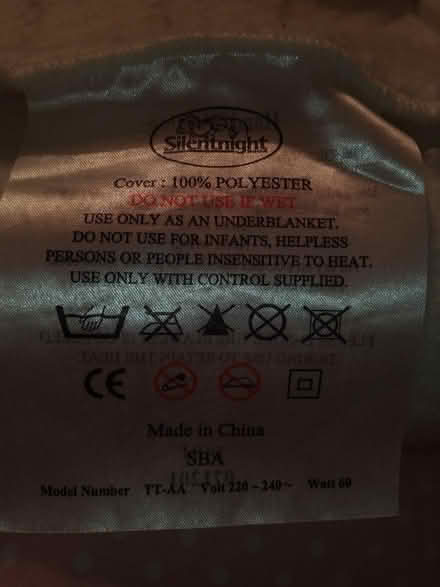 Silentnight
Cover : 100% POLYESTER
DO NOT USE IF WET
USE ONLY AS AN UNDERBLANKET.
DO NOT USE FOR INFANTS, HELPLESS
PERSONS OR PEOPLE INSENSITIVE TO HEAT.
USE ONLY WITH CONTROL SUPPLIED.
CE
Made in China
SBA
Model Number TT-AA Volt 220~240~ Watt 60